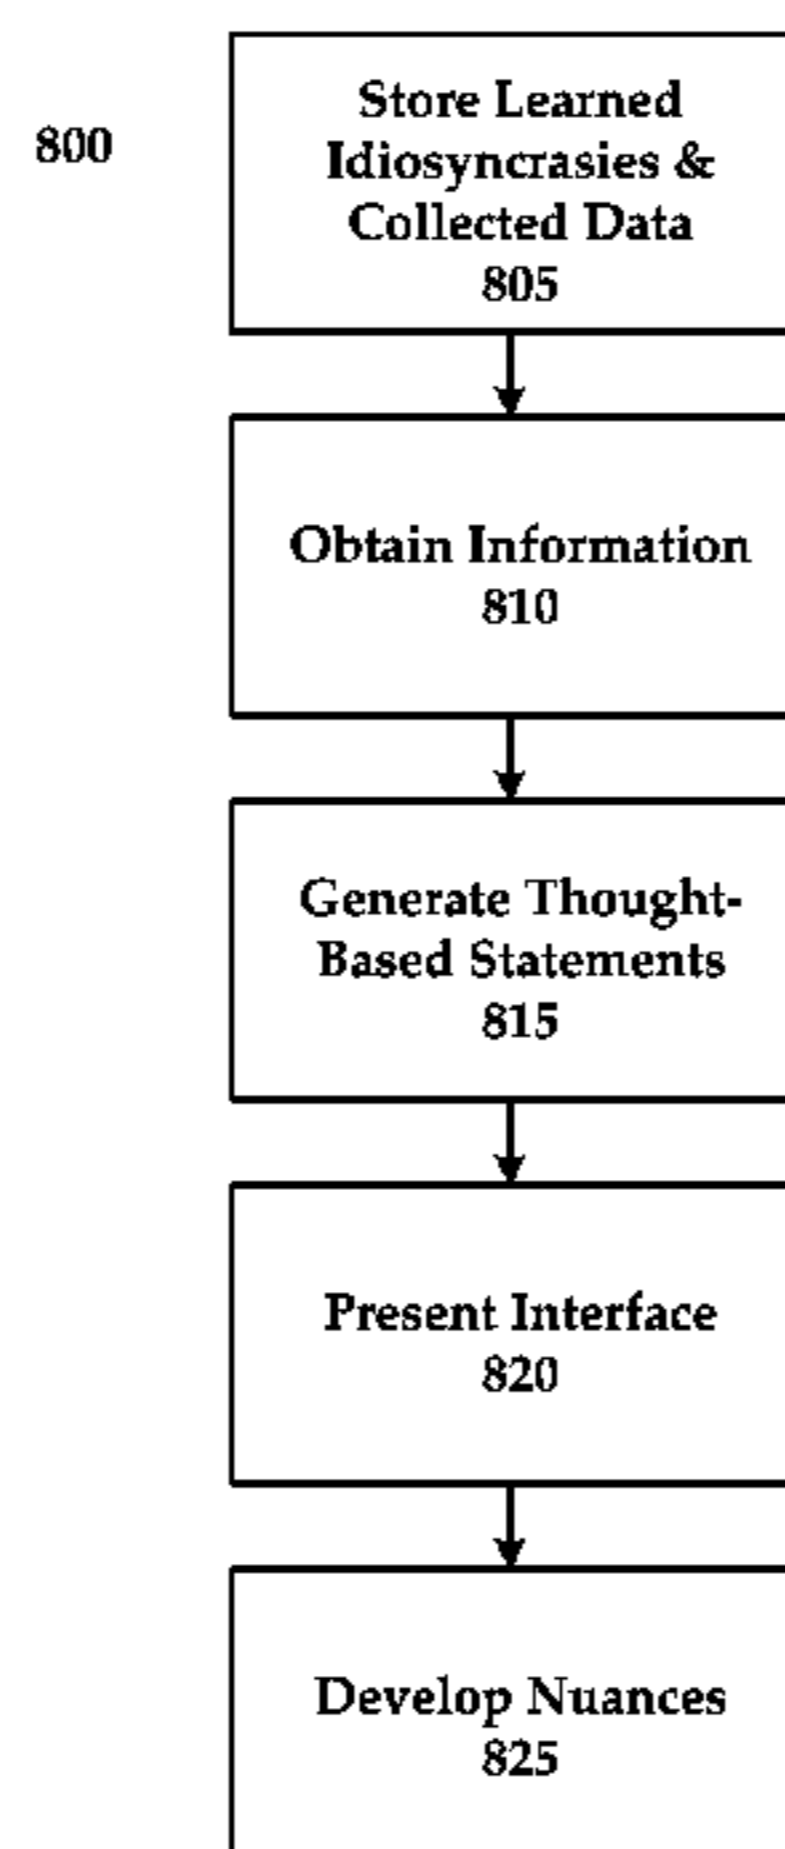 800
Store Learned
Idiosyncrasies &
Collected Data
805
Obtain Information
810
Generate Thought-
Based Statements
815
Present Interface
820
Develop Nuances
825